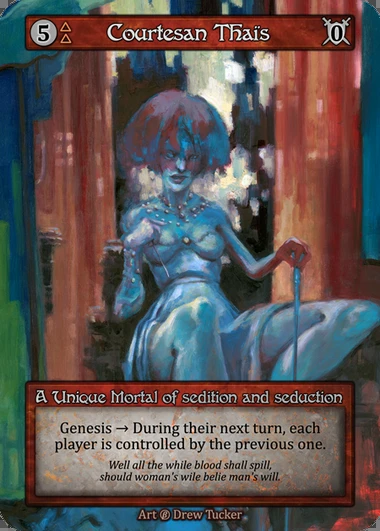 5 Courtesan Thaïs 0
A Unique Mortal of sedition and seduction
Genesis → During their next turn, each
player is controlled by the previous one.
Well all the while blood shall spill,
should woman's wile belie man's will.
Art @ Drew Tucker